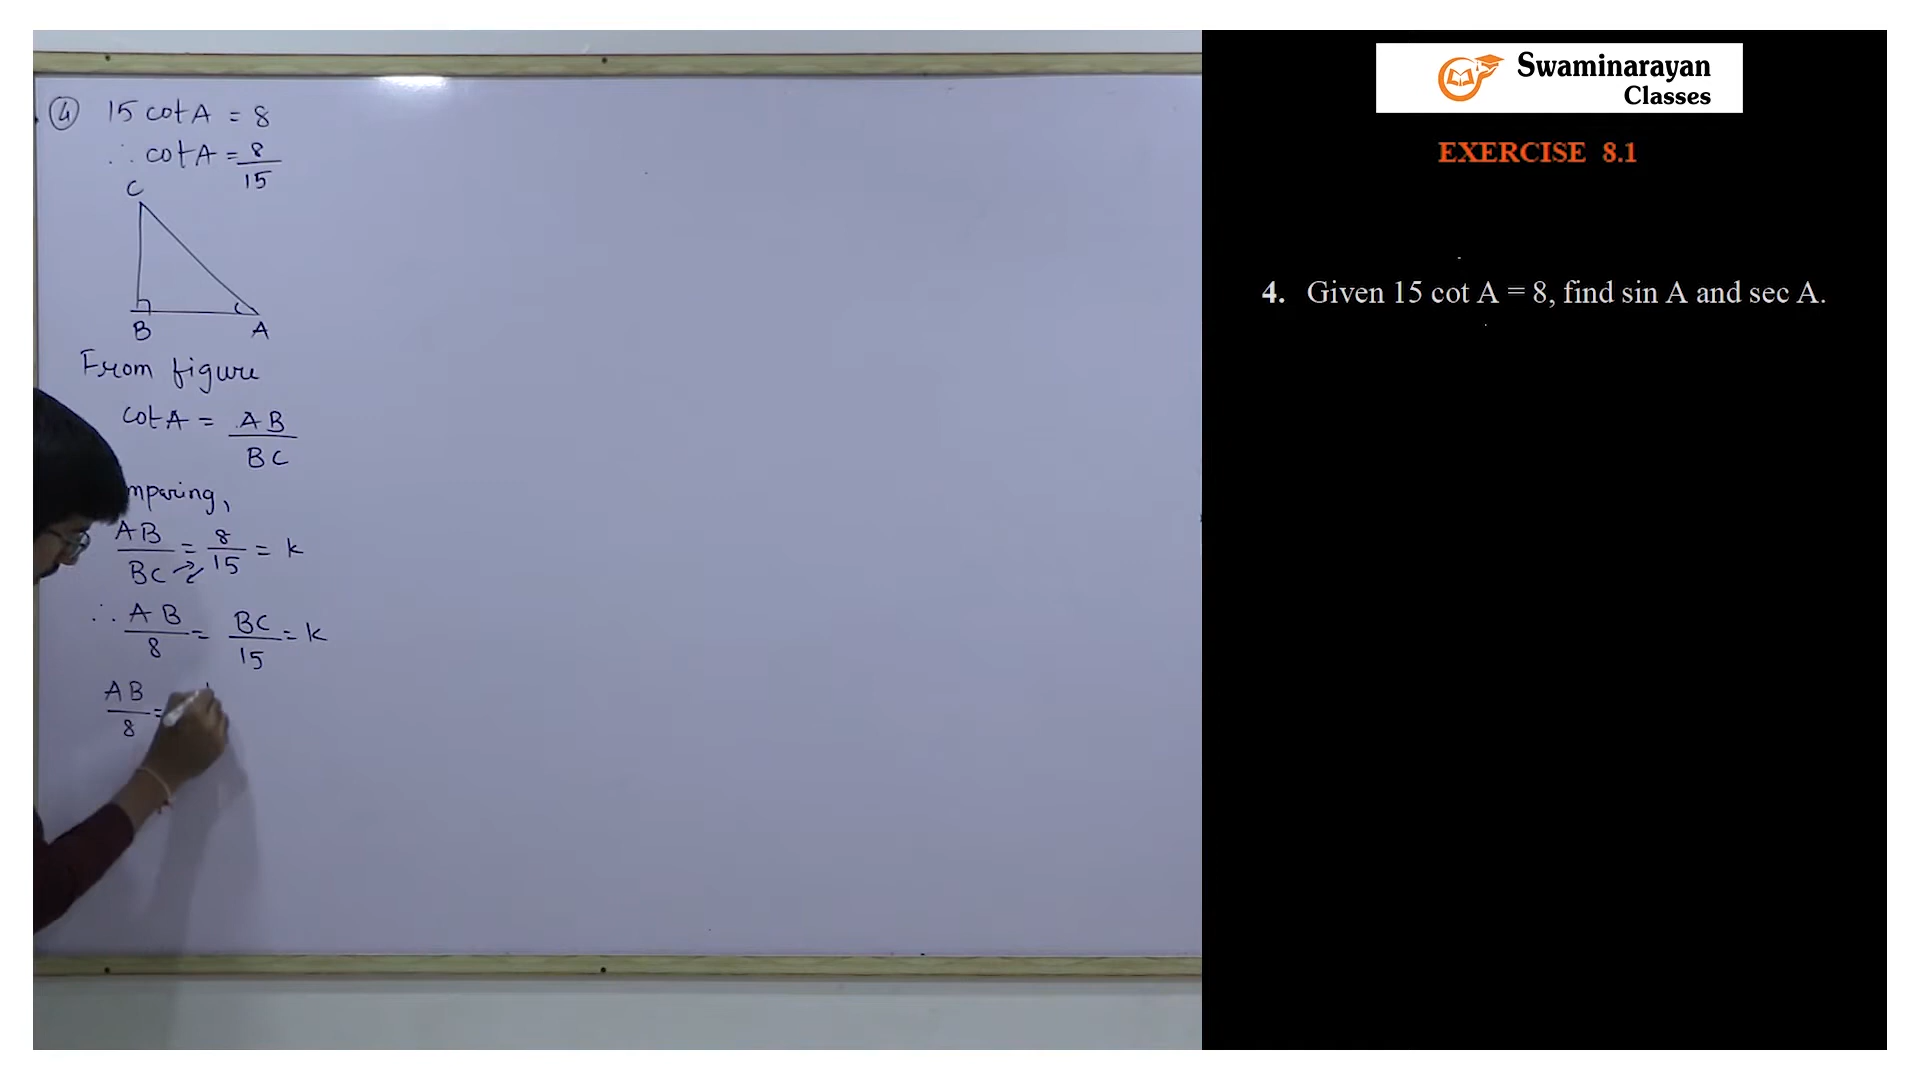 ④ 15 cot A = 8
∴ cot A = 8/15
C
B A
From figure
cot A = AB/BC
mparing,
AB/BC = 8/15 = k
∴ AB/8 = BC/15 = k
AB/8 =
Swaminarayan
Classes
EXERCISE 8.1
4. Given 15 cot A = 8, find sin A and sec A.